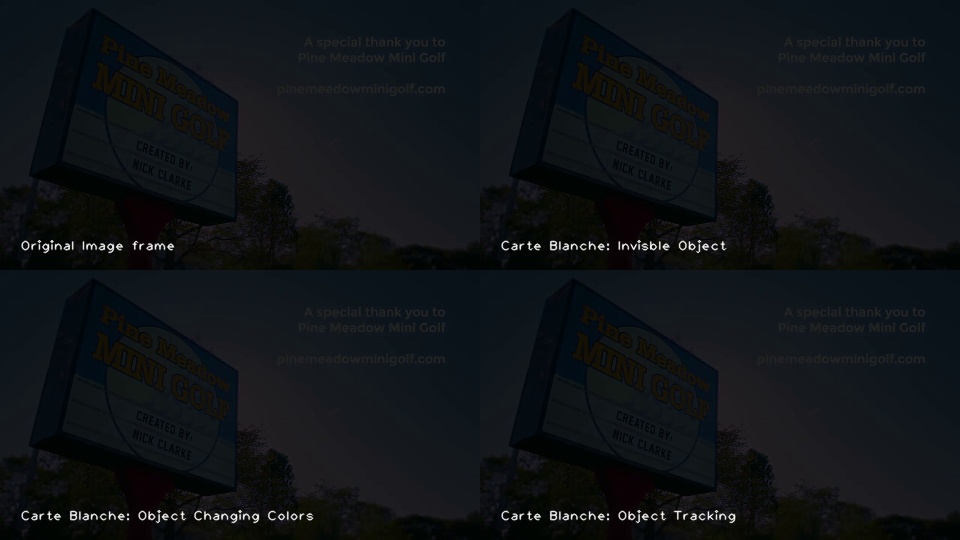 Pine Meadow
MINI GOLF
CREATED BY:
NICK CLARKE
A special thank you to
Pine Meadow Mini Golf
pinemeadowminigolf.com
Original Image frame
Pine Meadow
MINI GOLF
CREATED BY:
NICK CLARKE
A special thank you to
Pine Meadow Mini Golf
pinemeadowminigolf.com
Carte Blanche: Invisble Object
Pine Meadow
MINI GOLF
CREATED BY:
NICK CLARKE
A special thank you to
Pine Meadow Mini Golf
pinemeadowminigolf.com
Carte Blanche: Object Changing Colors
Pine Meadow
MINI GOLF
CREATED BY:
NICK CLARKE
A special thank you to
Pine Meadow Mini Golf
pinemeadowminigolf.com
Carte Blanche: Object Tracking